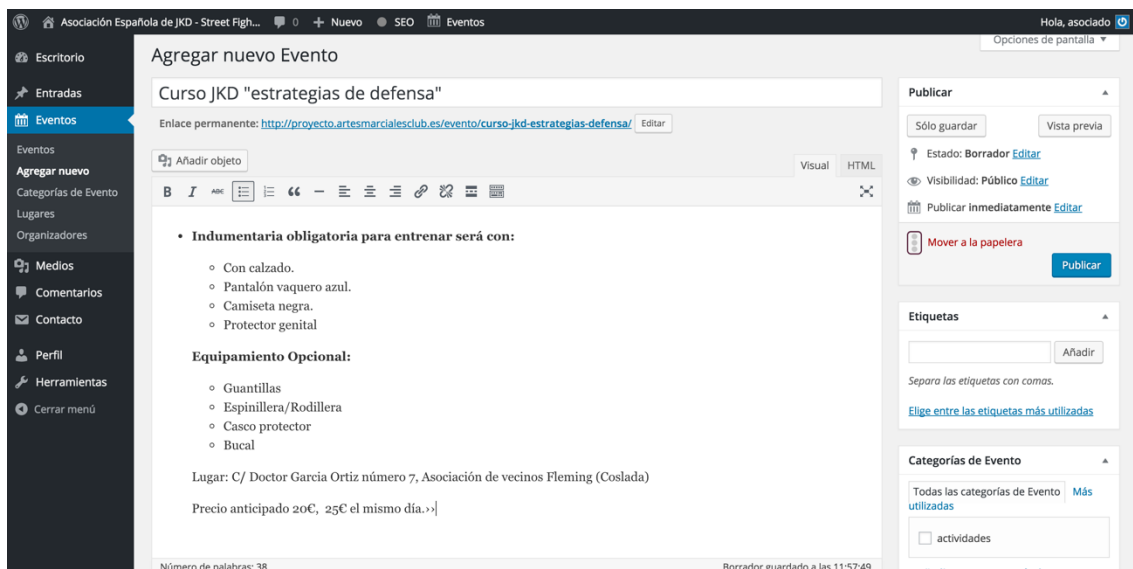 Asociación Española de JKD - Street Figh... 0 + Nuevo SEO Eventos Hola, asociado
Opciones de pantalla
Escritorio
Entradas
Eventos
Eventos
Agregar nuevo
Categorías de Evento
Lugares
Organizadores
Medios
Comentarios
Contacto
Perfil
Herramientas
Cerrar menú
Agregar nuevo Evento
Curso JKD "estrategias de defensa"
Enlace permanente: http://proyecto.artesmarcialesclub.es/evento/curso-jkd-estrategias-defensa/ Editar
Añadir objeto
Visual HTML
B I ABC
• Indumentaria obligatoria para entrenar será con:
◦ Con calzado.
◦ Pantalón vaquero azul.
◦ Camiseta negra.
◦ Protector genital
Equipamiento Opcional:
◦ Guantillas
◦ Espinillera/Rodillera
◦ Casco protector
◦ Bucal
Lugar: C/ Doctor Garcia Ortiz número 7, Asociación de vecinos Fleming (Coslada)
Precio anticipado 20€, 25€ el mismo día.››
Número de palabras: 38 Borrador guardado a las 11:57:49
Publicar
Sólo guardar Vista previa
Estado: Borrador Editar
Visibilidad: Público Editar
Publicar inmediatamente Editar
Mover a la papelera
Publicar
Etiquetas
Añadir
Separa las etiquetas con comas.
Elige entre las etiquetas más utilizadas
Categorías de Evento
Todas las categorías de Evento Más
utilizadas
actividades